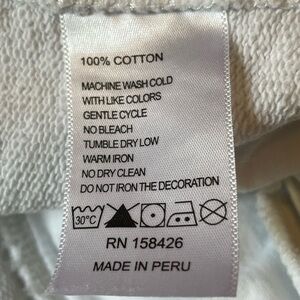 100% COTTON
MACHINE WASH COLD
WITH LIKE COLORS
GENTLE CYCLE
NO BLEACH
TUMBLE DRY LOW
WARM IRON
NO DRY CLEAN
DO NOT IRON THE DECORATION
30°C
RN 158426
MADE IN PERU